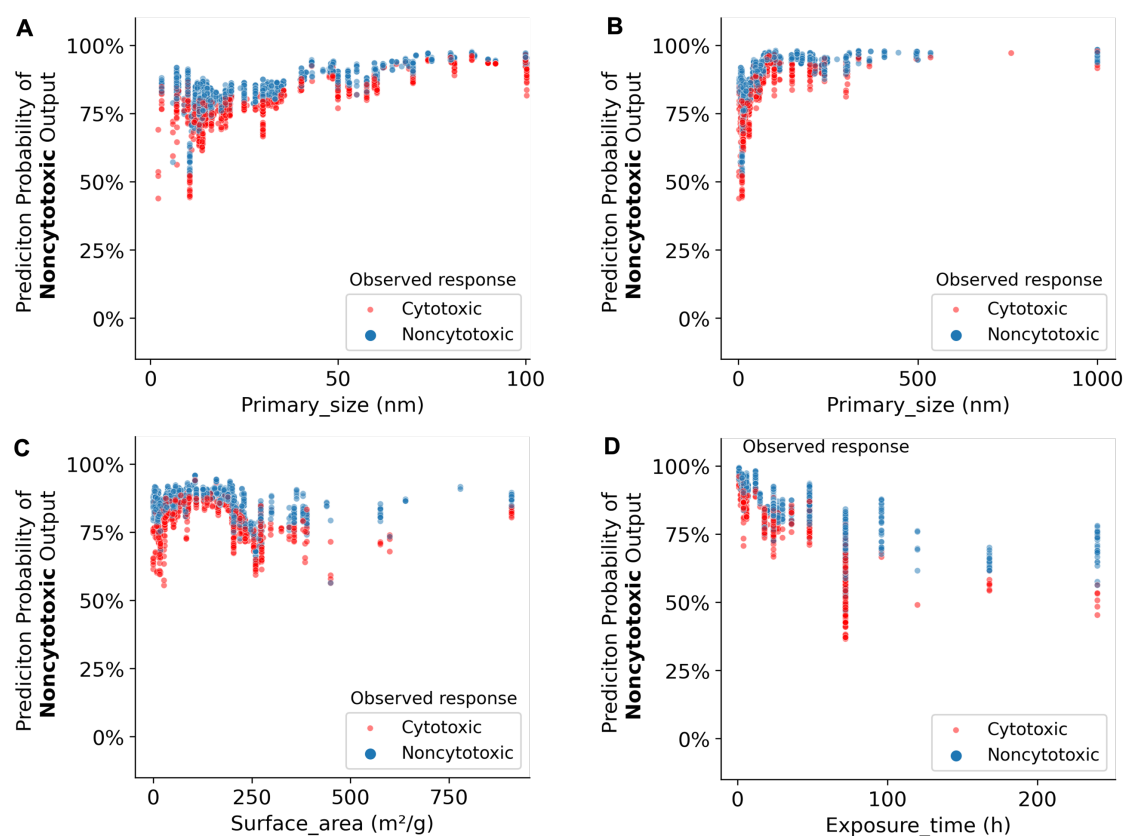 A
Prediciton Probability of
Noncytotoxic Output
100%
75%
50%
25%
0%
Observed response
Cytotoxic
Noncytotoxic
0
50
100
Primary_size (nm)
B
Prediciton Probability of
Noncytotoxic Output
100%
75%
50%
25%
0%
Observed response
Cytotoxic
Noncytotoxic
0
500
1000
Primary_size (nm)
C
Prediciton Probability of
Noncytotoxic Output
100%
75%
50%
25%
0%
Observed response
Cytotoxic
Noncytotoxic
0
250
500
750
Surface_area (m²/g)
D
Prediciton Probability of
Noncytotoxic Output
Observed response
100%
75%
50%
25%
0%
Cytotoxic
Noncytotoxic
0
100
200
Exposure_time (h)